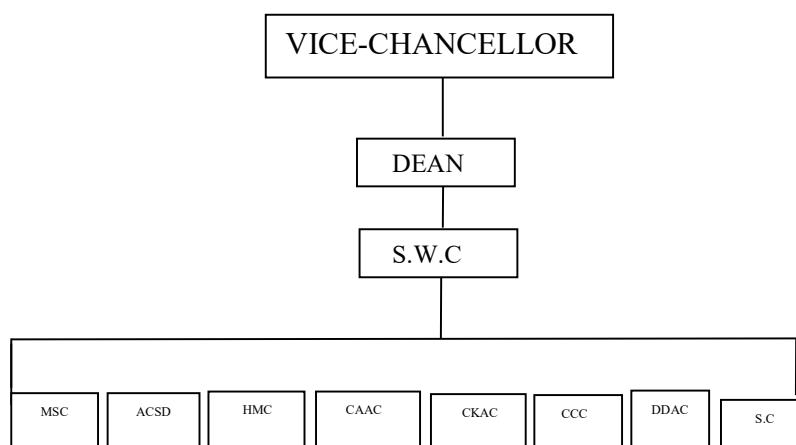 VICE-CHANCELLOR
DEAN
S.W.C
MSC
ACSD
HMC
CAAC
CKAC
CCC
DDAC
S.C